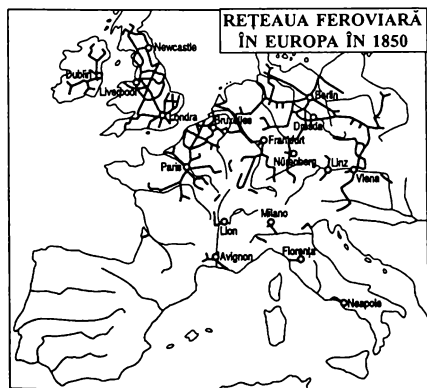 REȚEAUA FEROVIARĂ
ÎN EUROPA ÎN 1850
Newcastle
Dublin
Liverpool
Londra
Berlin
Bruxelles
Dresda
Frankfurt
Nürenberg
Linz
Paris
Viena
Lion
Milano
Avignon
Florența
Neapole